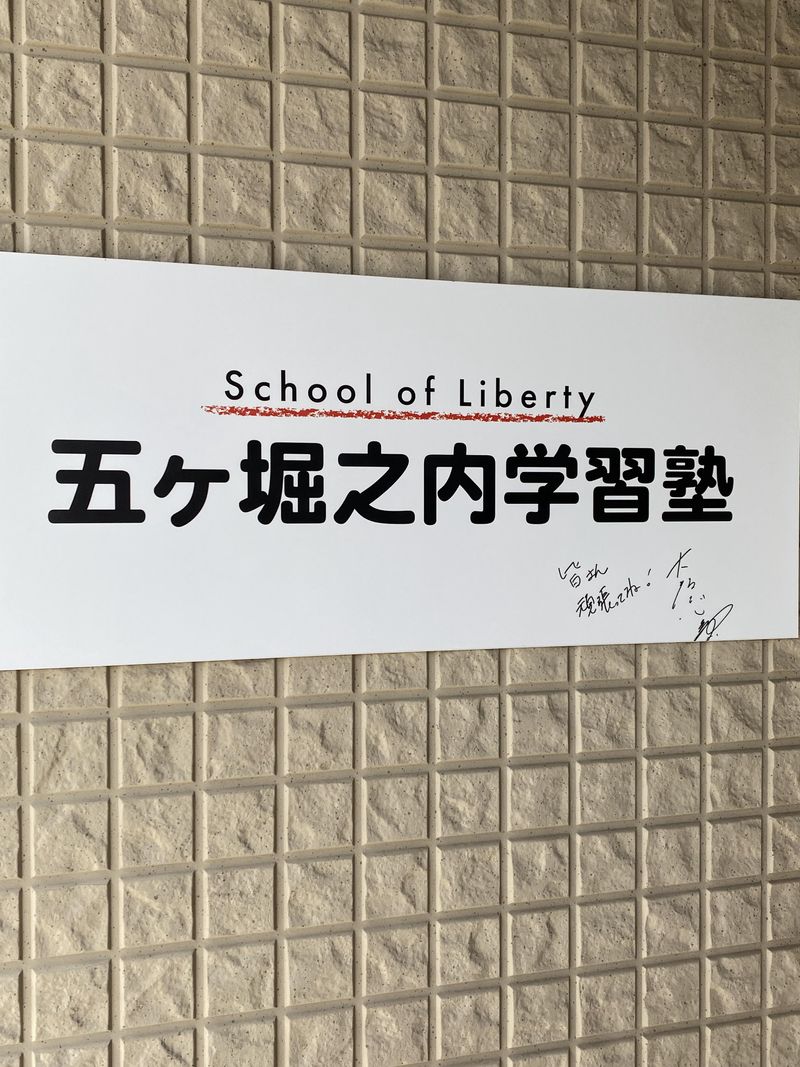 School of Liberty
五ヶ堀之内学習塾
皆さん
頑張ってね!